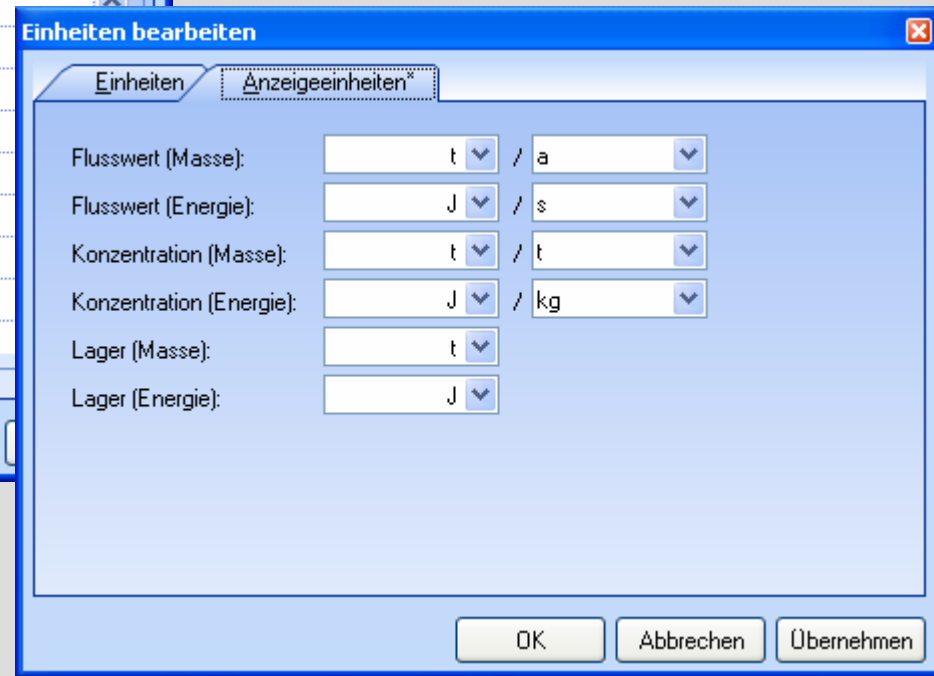 Einheiten bearbeiten
Einheiten Anzeigeeinheiten*
Flusswert (Masse): t / a
Flusswert (Energie): J / s
Konzentration (Masse): t / t
Konzentration (Energie): J / kg
Lager (Masse): t
Lager (Energie): J
OK Abbrechen Übernehmen